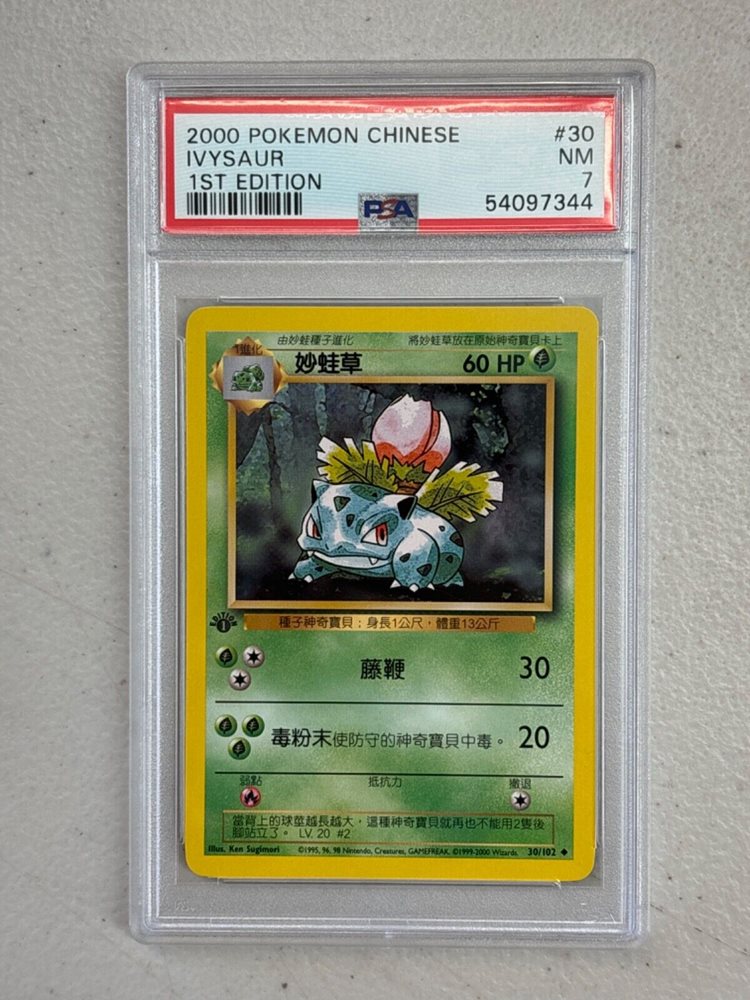 2000 POKEMON CHINESE #30
IVYSAUR NM
1ST EDITION 7
PSA 54097344
由妙蛙種子進化 將妙蛙草放在原始神奇寶貝卡上
1進化 妙蛙草 60 HP
EDITION 1
種子神奇寶貝：身長1公尺，體重13公斤
藤鞭 30
毒粉末使防守的神奇寶貝中毒。 20
弱點 抵抗力 撤退
當背上的球莖越長越大，這種神奇寶貝就再也不能用2隻後
腳站立了。 LV. 20 #2
Illus. Ken Sugimori ©1995, 96, 98 Nintendo, Creatures, GAMEFREAK. ©1999-2000 Wizards. 30/102